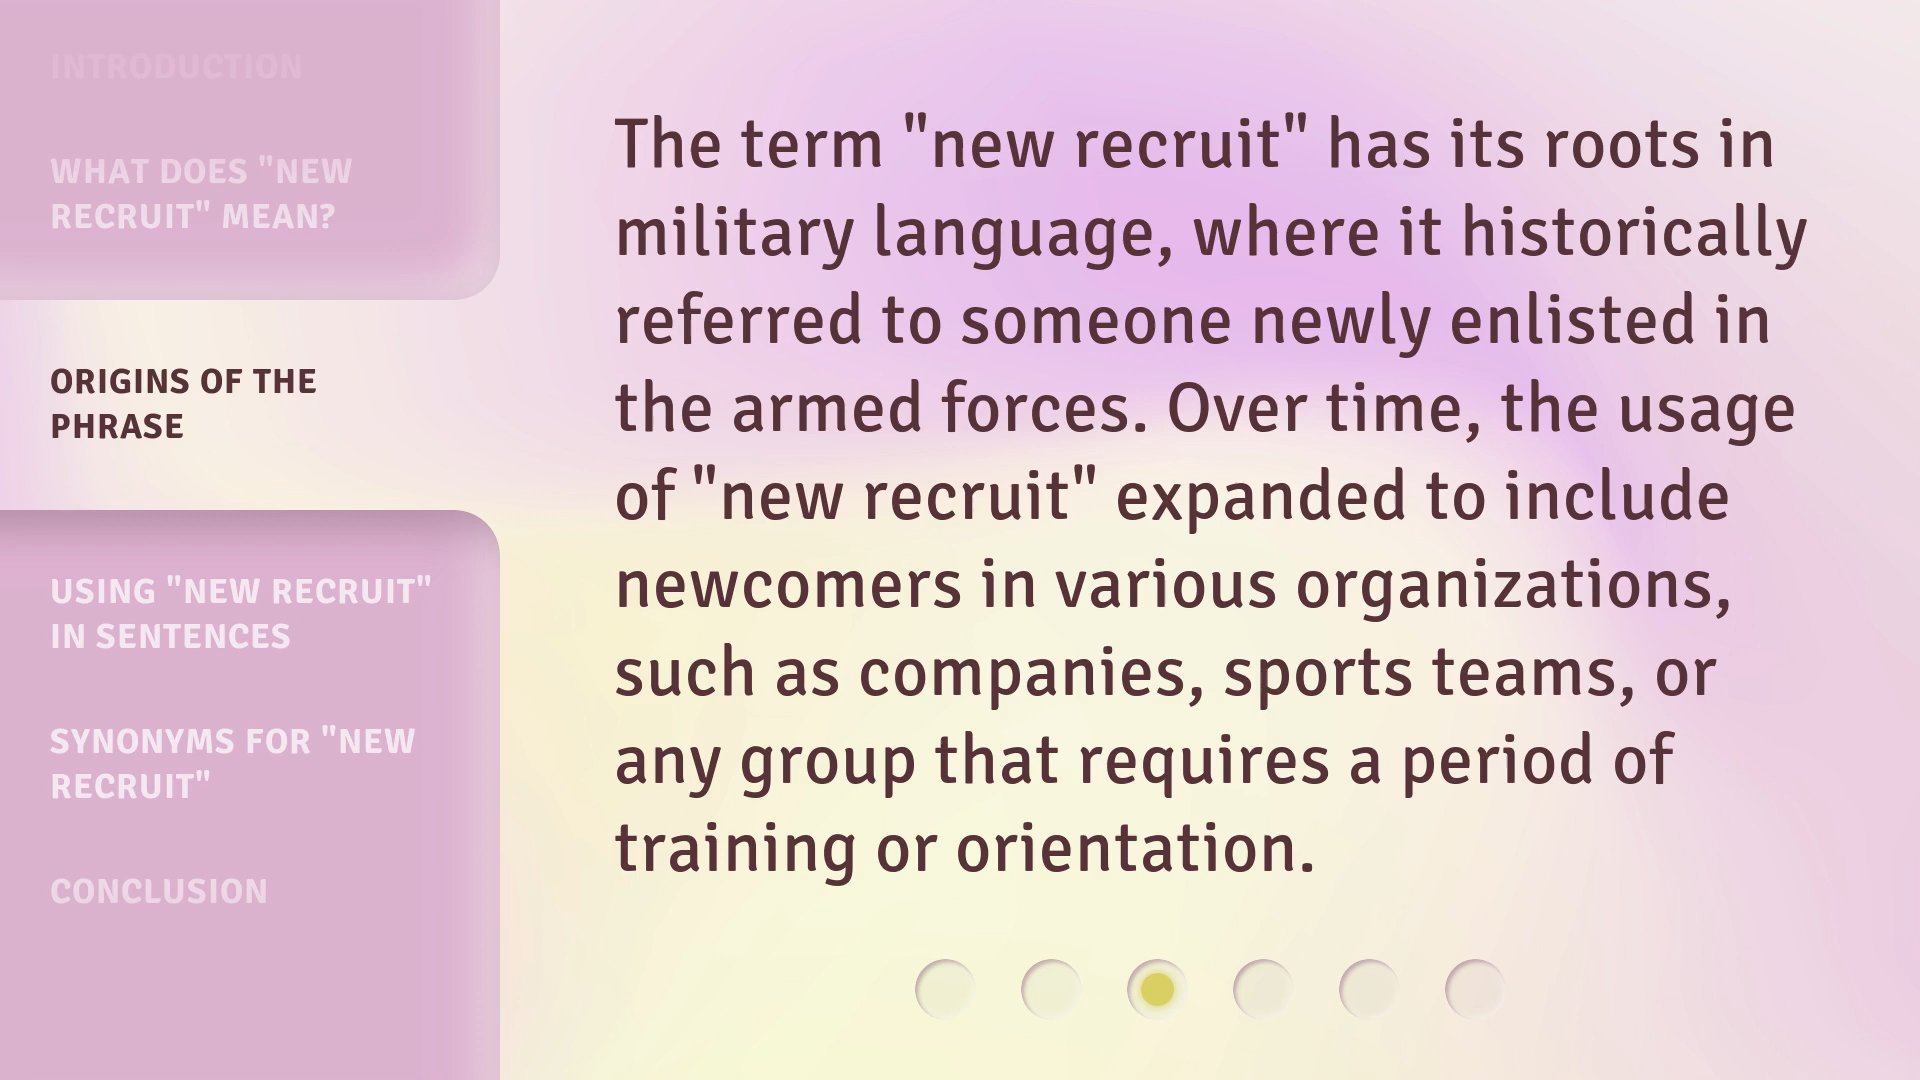 INTRODUCTION
WHAT DOES "NEW
RECRUIT" MEAN?
ORIGINS OF THE
PHRASE
USING "NEW RECRUIT"
IN SENTENCES
SYNONYMS FOR "NEW
RECRUIT"
CONCLUSION
The term "new recruit" has its roots in
military language, where it historically
referred to someone newly enlisted in
the armed forces. Over time, the usage
of "new recruit" expanded to include
newcomers in various organizations,
such as companies, sports teams, or
any group that requires a period of
training or orientation.